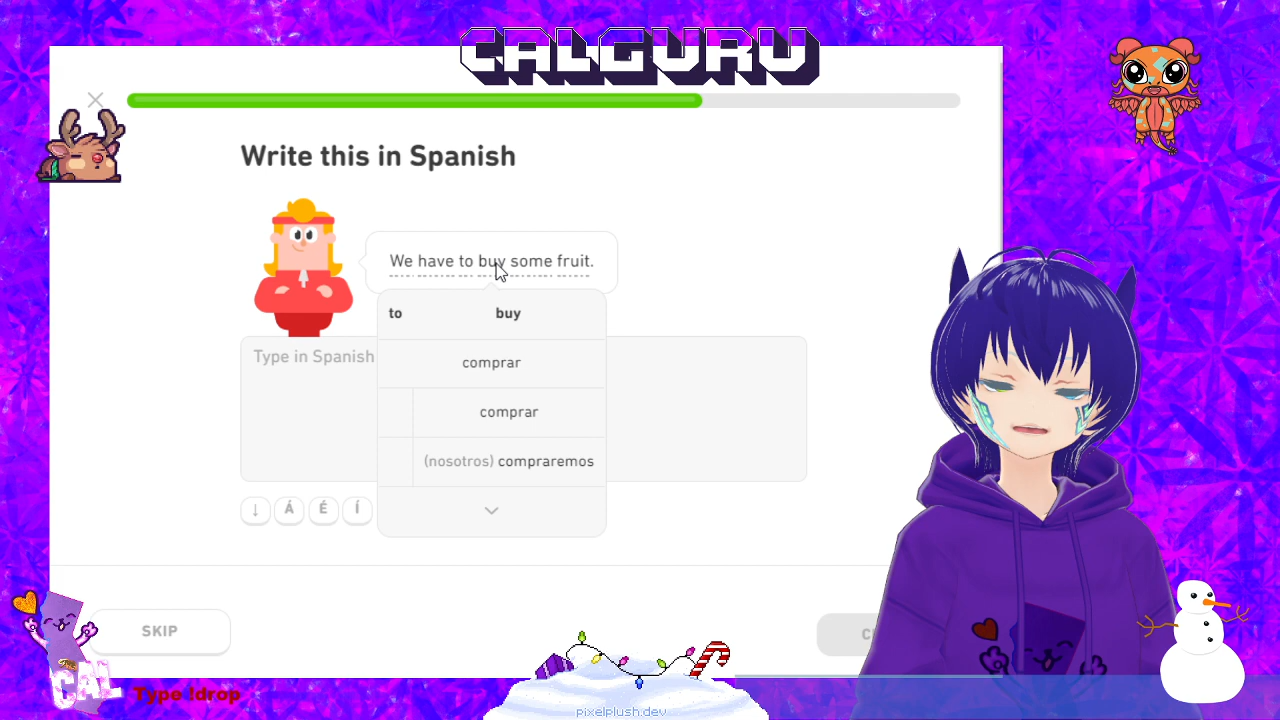 CALGURU
Write this in Spanish
We have to buy some fruit.
to buy
comprar
Type in Spanish
comprar
(nosotros) compraremos
↓ Á É Í
SKIP
C
CAL
Type !drop
pixelplush.dev